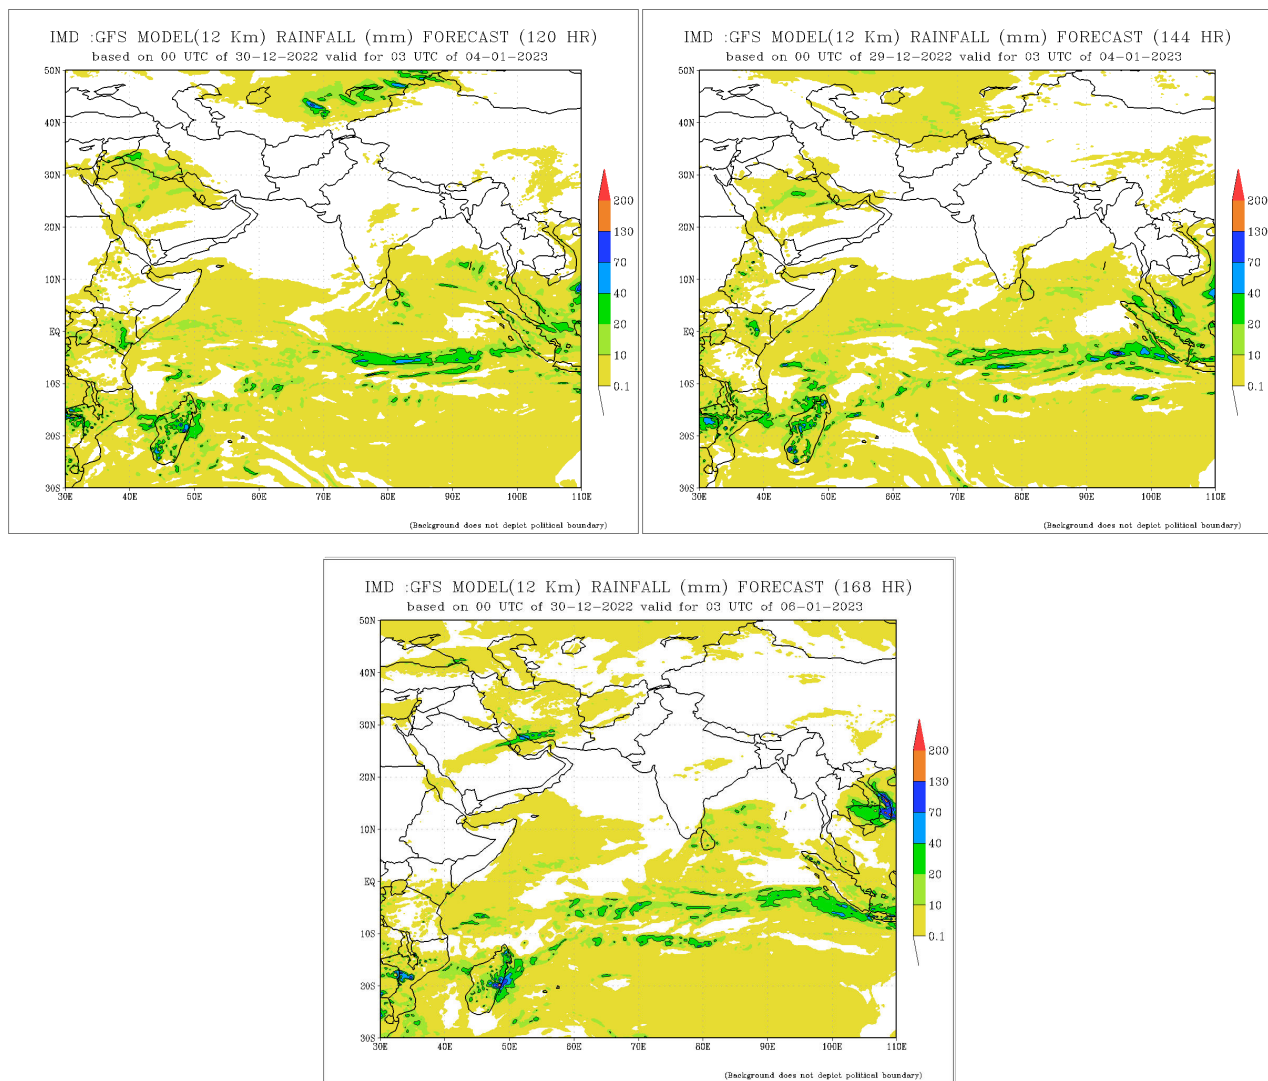 IMD :GFS MODEL(12 Km) RAINFALL (mm) FORECAST (120 HR)
based on 00 UTC of 30-12-2022 valid for 03 UTC of 04-01-2023
50N
40N
30N
20N
10N
EQ
10S
20S
30S
30E 40E 50E 60E 70E 80E 90E 100E 110E
200
130
70
40
20
10
0.1
(Background does not depict political boundary)
IMD :GFS MODEL(12 Km) RAINFALL (mm) FORECAST (144 HR)
based on 00 UTC of 29-12-2022 valid for 03 UTC of 04-01-2023
50N
40N
30N
20N
10N
EQ
10S
20S
30S
30E 40E 50E 60E 70E 80E 90E 100E 110E
200
130
70
40
20
10
0.1
(Background does not depict political boundary)
IMD :GFS MODEL(12 Km) RAINFALL (mm) FORECAST (168 HR)
based on 00 UTC of 30-12-2022 valid for 03 UTC of 06-01-2023
50N
40N
30N
20N
10N
EQ
10S
20S
30S
30E 40E 50E 60E 70E 80E 90E 100E 110E
200
130
70
40
20
10
0.1
(Background does not depict political boundary)